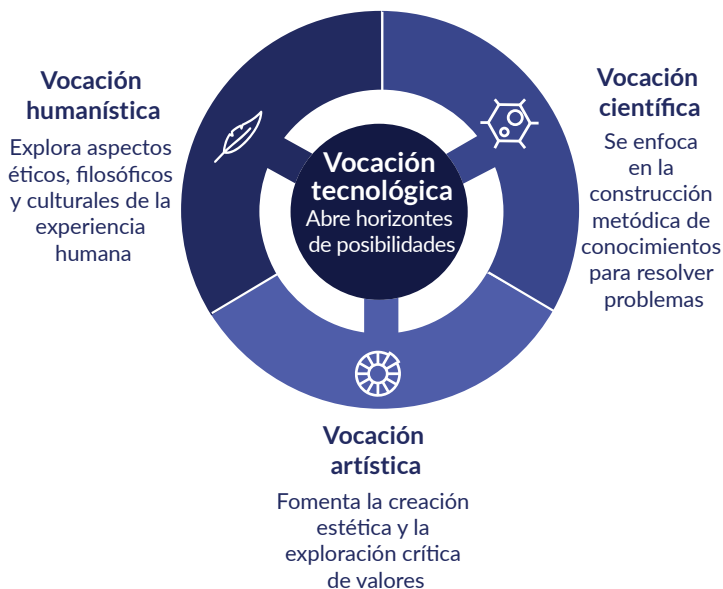 Vocación
humanística
Explora aspectos
éticos, filosóficos
y culturales de la
experiencia
humana
Vocación
tecnológica
Abre horizontes
de posibilidades
Vocación
científica
Se enfoca
en la
construcción
metódica de
conocimientos
para resolver
problemas
Vocación
artística
Fomenta la creación
estética y la
exploración crítica
de valores